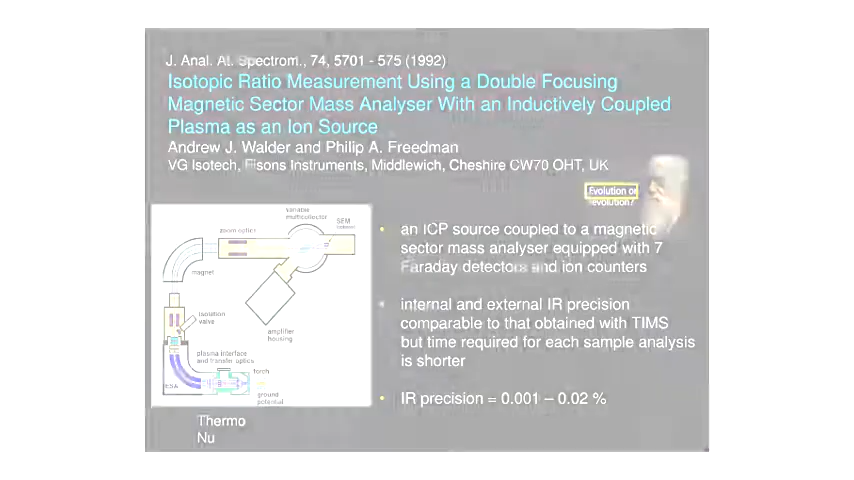 J. Anal. At. Spectrom., 74, 5701 - 575 (1992)
Isotopic Ratio Measurement Using a Double Focusing
Magnetic Sector Mass Analyser With an Inductively Coupled
Plasma as an Ion Source
Andrew J. Walder and Philip A. Freedman
VG Isotech, Fisons Instruments, Middlewich, Cheshire CW70 OHT, UK
Evolution or
revolution?
variable
multicollector
SEM
zoom optics
magnet
isolation
valve
amplifier
housing
plasma interface
and transfer optics
torch
ESA
ground
potential
• an ICP source coupled to a magnetic
sector mass analyser equipped with 7
Faraday detectors and ion counters
• internal and external IR precision
comparable to that obtained with TIMS
but time required for each sample analysis
is shorter
• IR precision = 0.001 – 0.02 %
Thermo
Nu